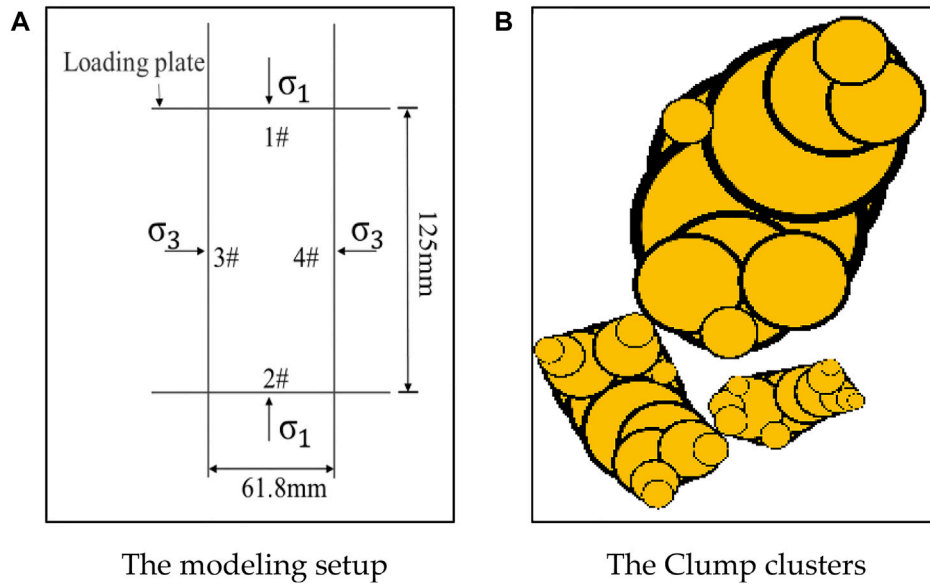 A
B
Loading plate
σ₁
1#
σ₃
3#
4#
σ₃
125mm
2#
σ₁
61.8mm
The modeling setup
The Clump clusters